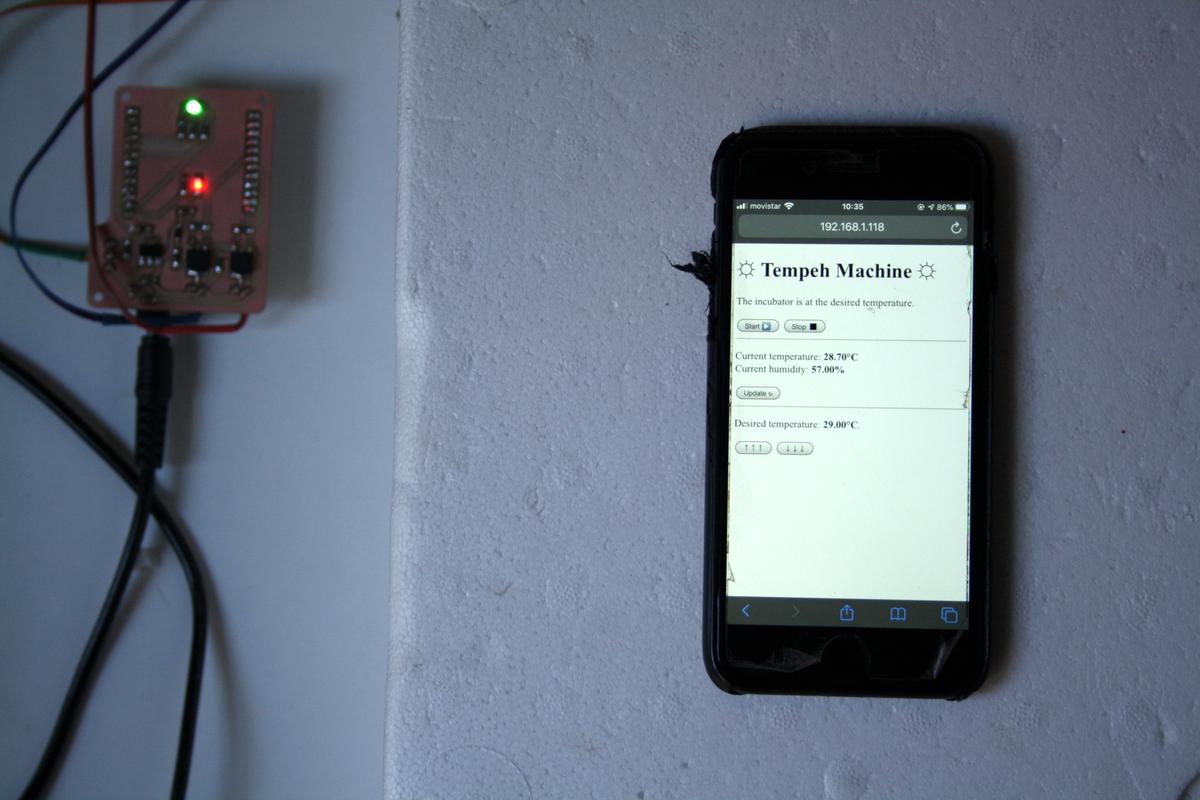 movistar 10:35 86%
192.168.1.118
☼ Tempeh Machine ☼
The incubator is at the desired temperature.
Start ▶️ Stop ⏹
Current temperature: 28.70°C
Current humidity: 57.00%
Update ↻
Desired temperature: 29.00°C.
↑↑↑ ↓↓↓